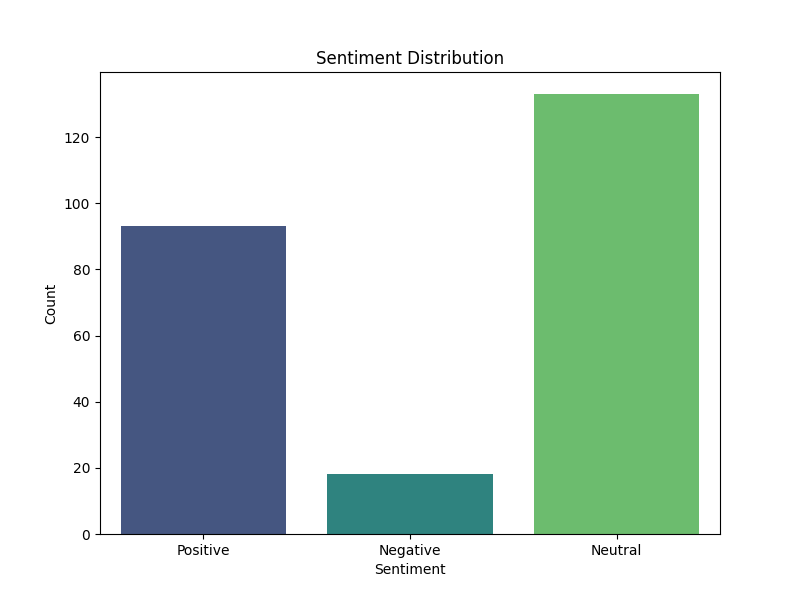 Sentiment Distribution
120
100
80
60
40
20
0
Count
Positive
Negative
Neutral
Sentiment